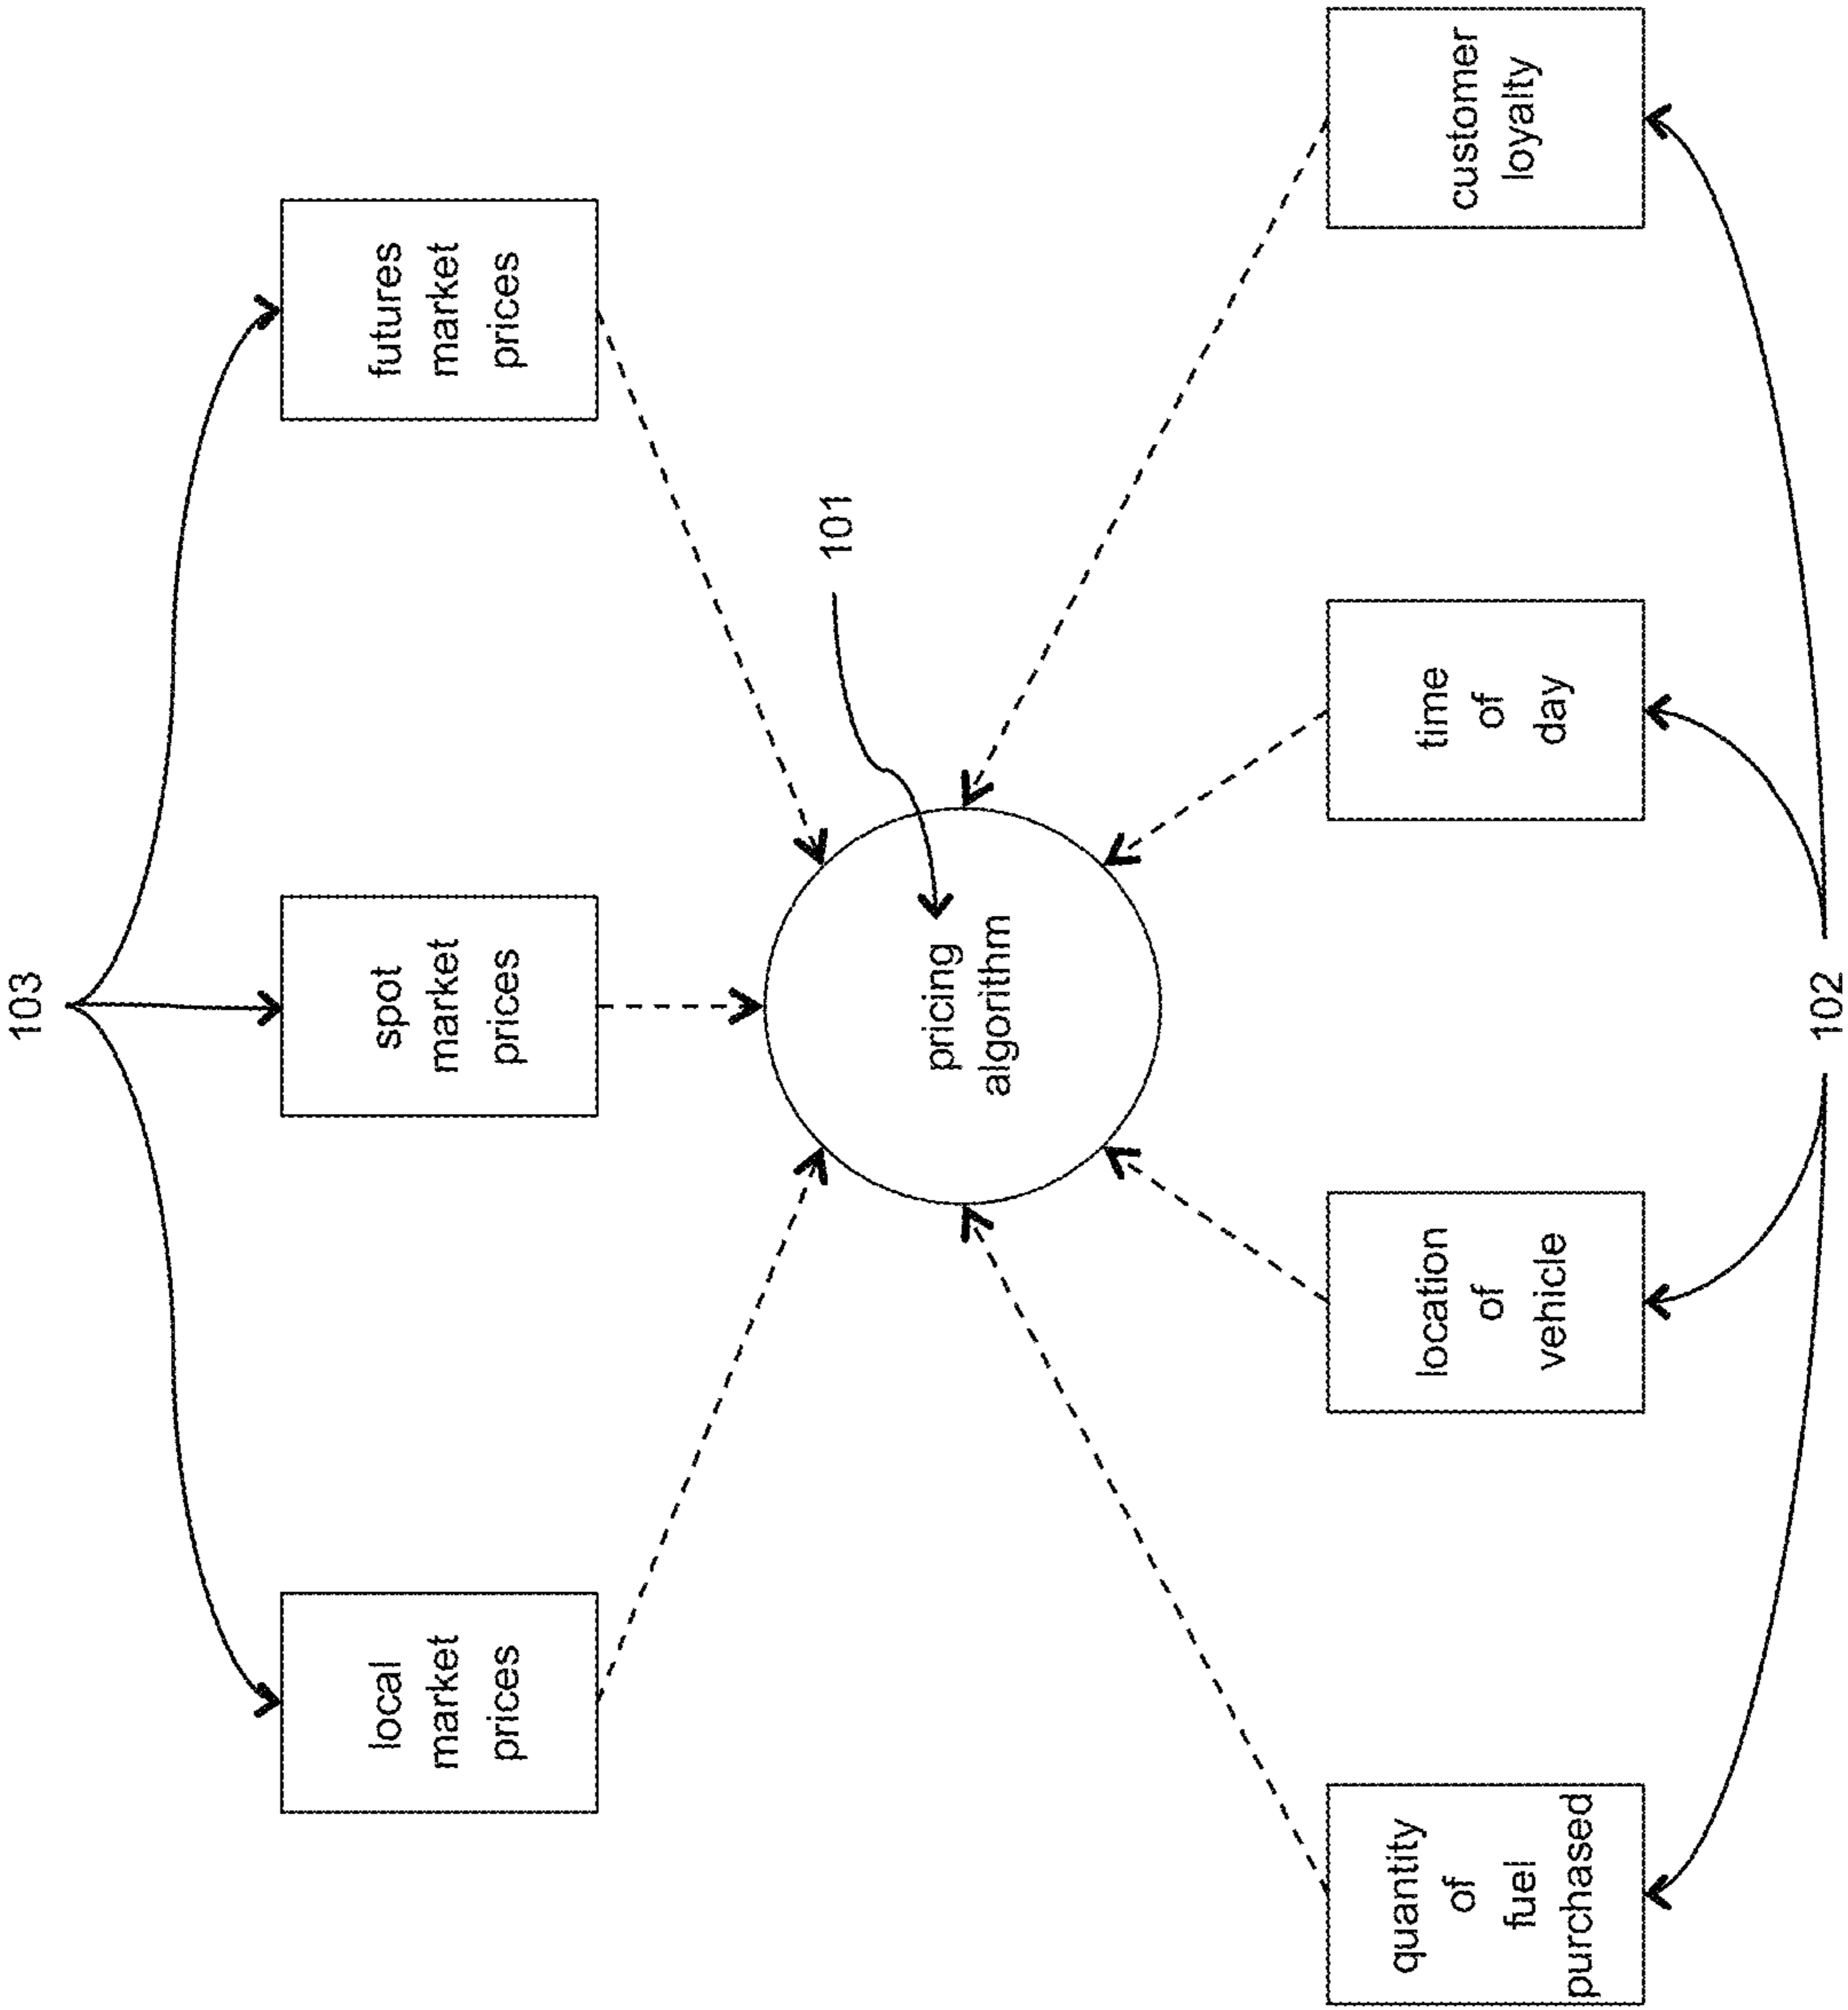 103
local
market
prices
spot
market
prices
futures
market
prices
101
pricing
algorithm
quantity
of
fuel
purchased
location
of
vehicle
time
of
day
customer
loyalty
102